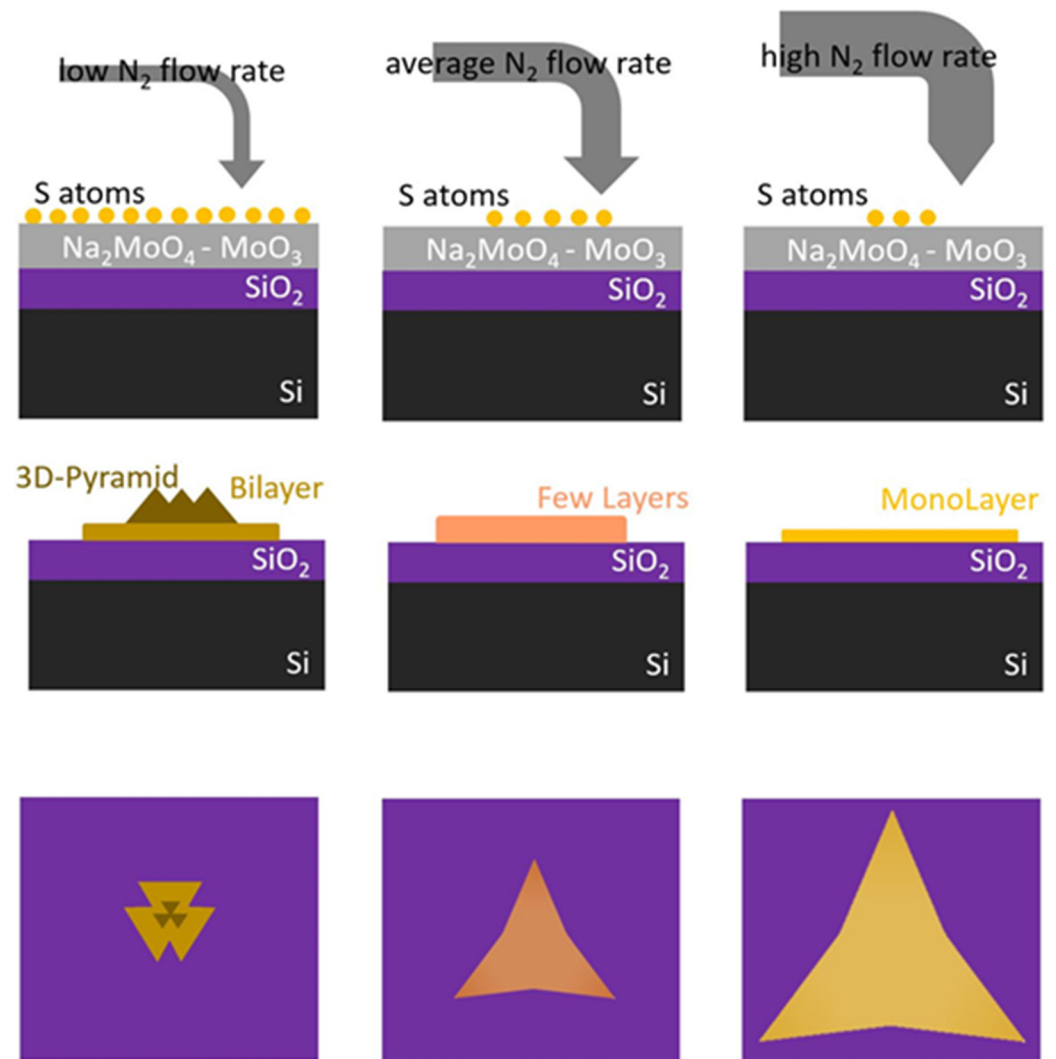 low N₂ flow rate
average N₂ flow rate
high N₂ flow rate
S atoms
S atoms
S atoms
Na₂MoO₄ - MoO₃
Na₂MoO₄ - MoO₃
Na₂MoO₄ - MoO₃
SiO₂
SiO₂
SiO₂
Si
Si
Si
3D-Pyramid
Bilayer
Few Layers
MonoLayer
SiO₂
SiO₂
SiO₂
Si
Si
Si